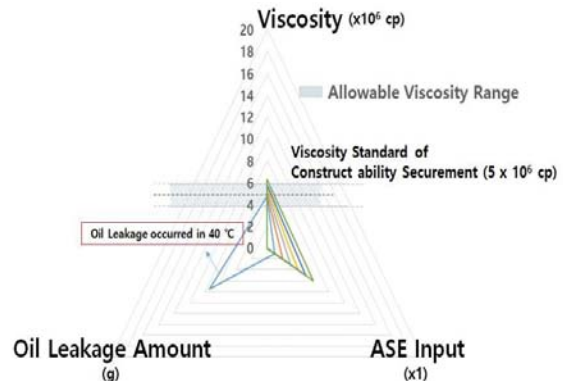 Viscosity (x10⁶ cp)
20
18
16
14
12
10
8
6
4
2
0
Allowable Viscosity Range
Viscosity Standard of
Construct ability Securement (5 x 10⁶ cp)
Oil Leakage occurred in 40 ℃
Oil Leakage Amount
(g)
ASE Input
(x1)